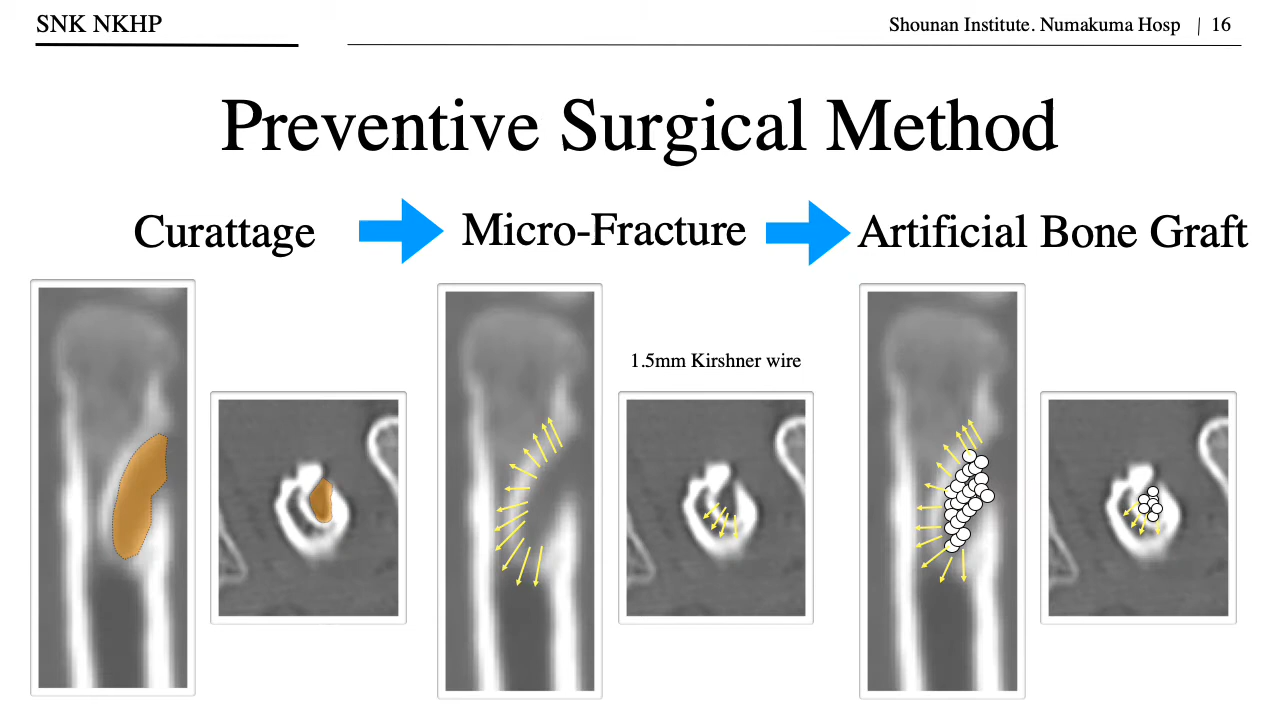 SNK NKHP
Shounan Institute. Numakuma Hosp | 16
Preventive Surgical Method
Curattage
Micro-Fracture
Artificial Bone Graft
1.5mm Kirshner wire